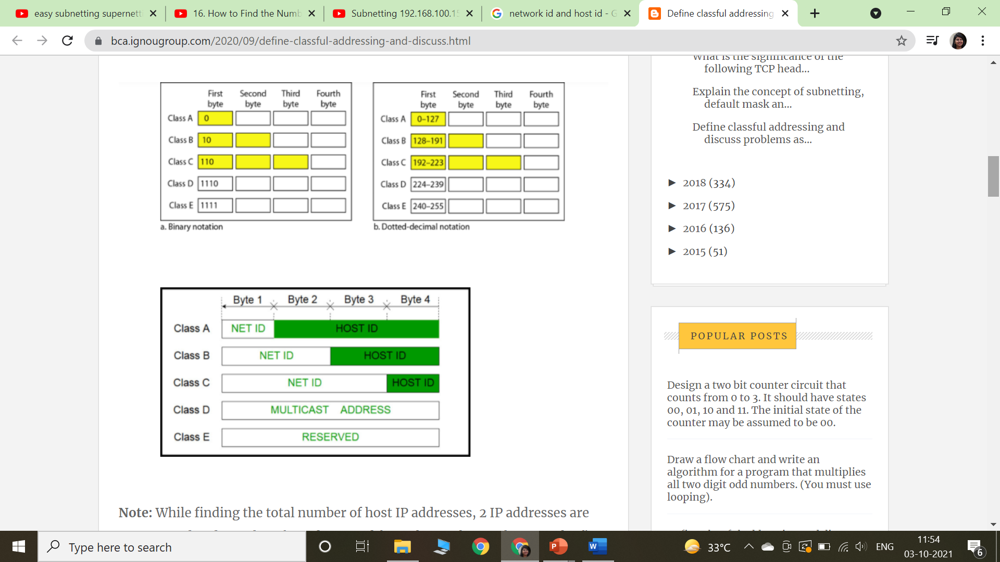 easy subnetting supernett
16. How to Find the Numb
Subnetting 192.168.100.1
network id and host id - G
Define classful addressing
bca.ignougroup.com/2020/09/define-classful-addressing-and-discuss.html
First byte Second byte Third byte Fourth byte
Class A 0
Class B 10
Class C 110
Class D 1110
Class E 1111
a. Binary notation
First byte Second byte Third byte Fourth byte
Class A 0–127
Class B 128–191
Class C 192–223
Class D 224–239
Class E 240–255
b. Dotted-decimal notation
Byte 1 Byte 2 Byte 3 Byte 4
Class A NET ID HOST ID
Class B NET ID HOST ID
Class C NET ID HOST ID
Class D MULTICAST ADDRESS
Class E RESERVED
Note: While finding the total number of host IP addresses, 2 IP addresses are
What is the significance of the
following TCP head...
Explain the concept of subnetting,
default mask an...
Define classful addressing and
discuss problems as...
► 2018 (334)
► 2017 (575)
► 2016 (136)
► 2015 (51)
POPULAR POSTS
Design a two bit counter circuit that
counts from 0 to 3. It should have states
00, 01, 10 and 11. The initial state of the
counter may be assumed to be 00.
Draw a flow chart and write an
algorithm for a program that multiplies
all two digit odd numbers. (You must use
looping).
Type here to search
P
W
33°C
ENG
11:54
03-10-2021
6